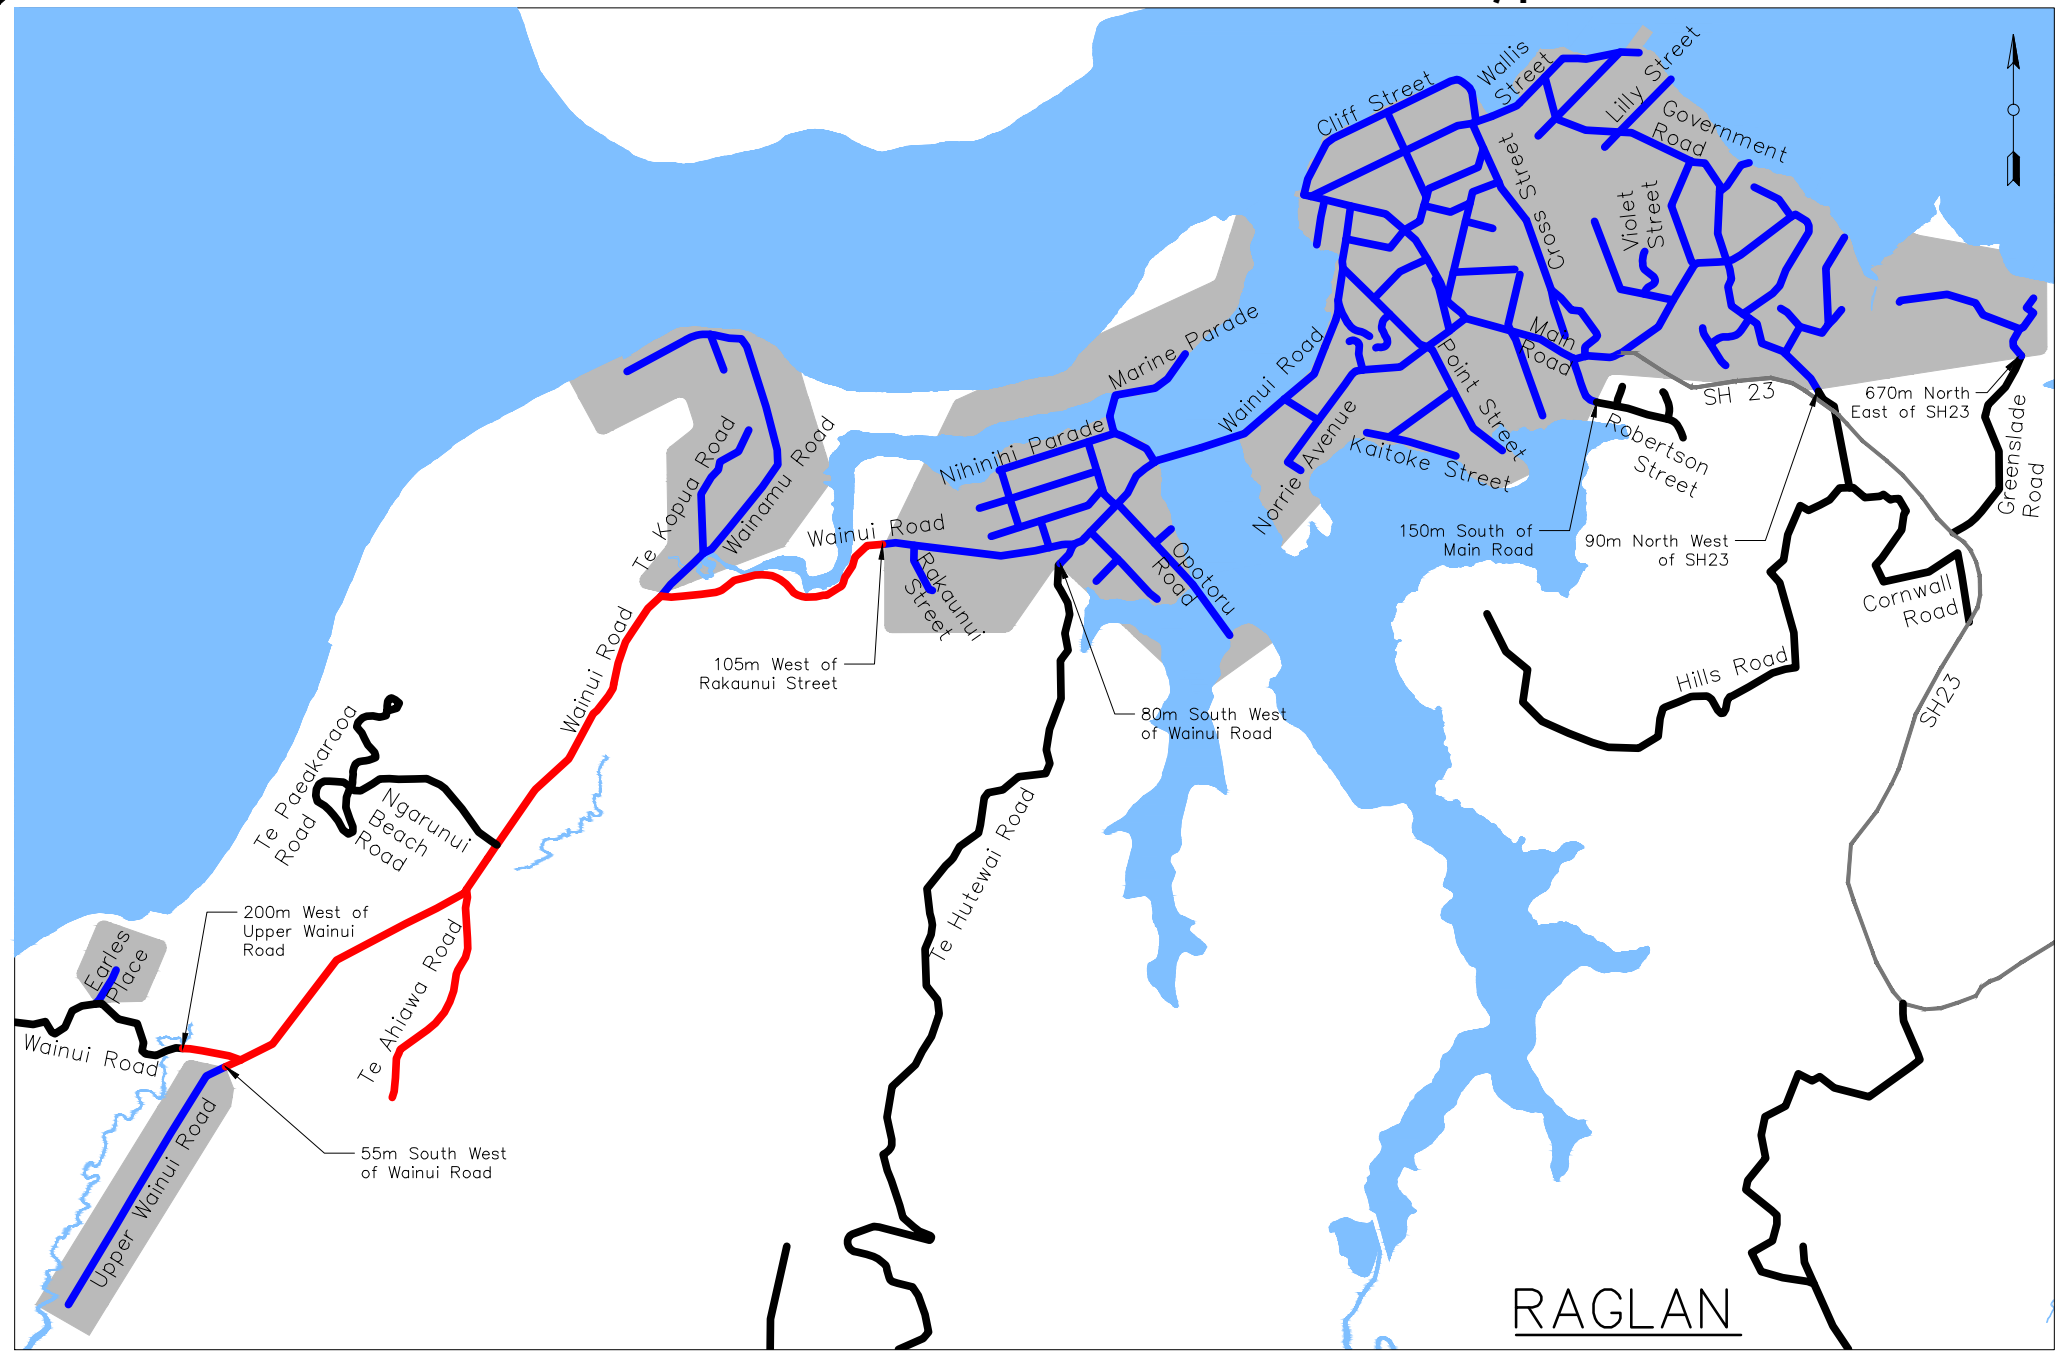 Cliff Street
Wallis
Street
Lilly Street
Government
Road
Cross Street
Violet
Street
Main
Road
SH 23
670m North
East of SH23
Greenslade
Road
Marine Parade
Wainui Road
Point Street
Nihinihi Parade
Norrie Avenue
Kaitoke Street
Robertson
Street
Te Kopua Road
Wainamu Road
Wainui Road
150m South of
Main Road
90m North West
of SH23
Rakaunui
Street
Opotoru
Road
Cornwall
Road
Wainui Road
105m West of
Rakaunui Street
Hills Road
SH23
80m South West
of Wainui Road
Te Paeakaraoa
Road
Ngarunui
Beach
Road
Te Hutewai Road
200m West of
Upper Wainui
Road
Earles
Place
Te Ahiawa Road
Wainui Road
55m South West
of Wainui Road
Upper Wainui Road
RAGLAN